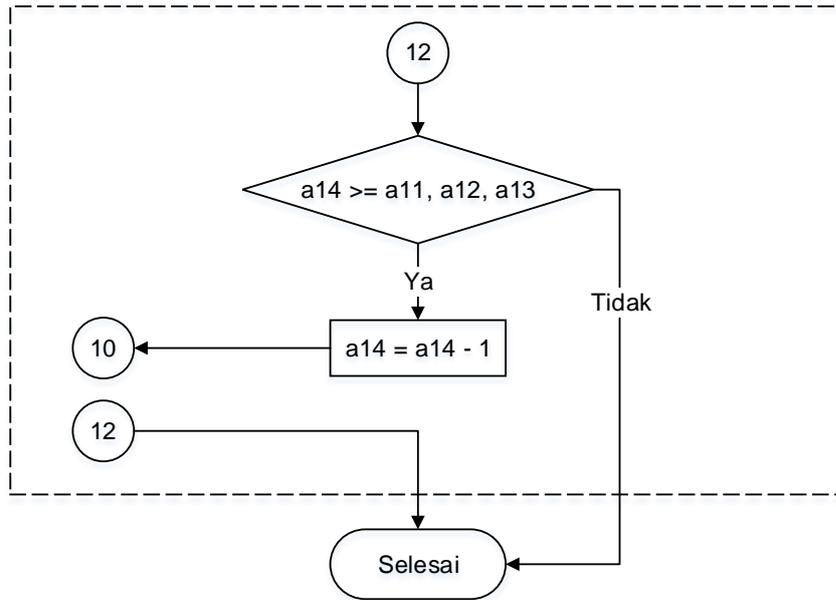 12
a14 >= a11, a12, a13
Ya
Tidak
10
a14 = a14 - 1
12
Selesai